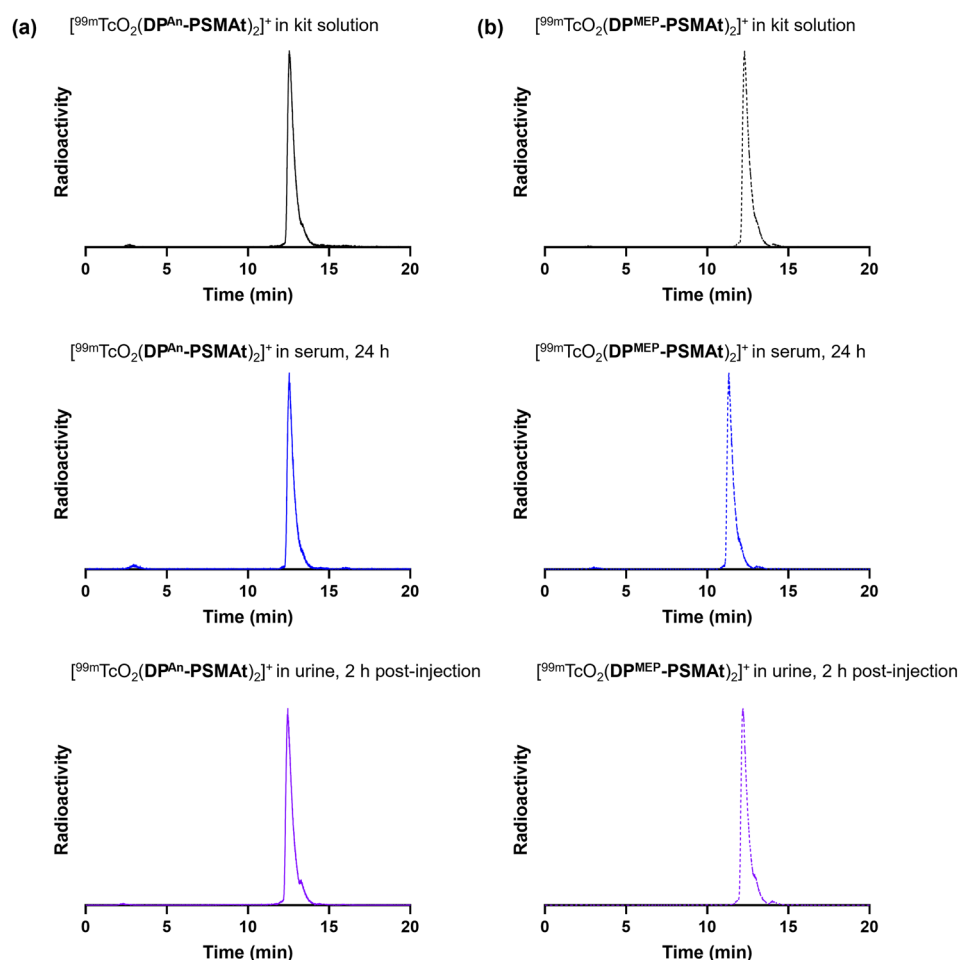 (a)
[⁹⁹ᵐTcO₂(DPᴬⁿ-PSMAt)₂]⁺ in kit solution
Radioactivity
0 5 10 15 20
Time (min)
(b)
[⁹⁹ᵐTcO₂(DPᴹᴱᴾ-PSMAt)₂]⁺ in kit solution
Radioactivity
0 5 10 15 20
Time (min)
[⁹⁹ᵐTcO₂(DPᴬⁿ-PSMAt)₂]⁺ in serum, 24 h
Radioactivity
0 5 10 15 20
Time (min)
[⁹⁹ᵐTcO₂(DPᴹᴱᴾ-PSMAt)₂]⁺ in serum, 24 h
Radioactivity
0 5 10 15 20
Time (min)
[⁹⁹ᵐTcO₂(DPᴬⁿ-PSMAt)₂]⁺ in urine, 2 h post-injection
Radioactivity
0 5 10 15 20
Time (min)
[⁹⁹ᵐTcO₂(DPᴹᴱᴾ-PSMAt)₂]⁺ in urine, 2 h post-injection
Radioactivity
0 5 10 15 20
Time (min)